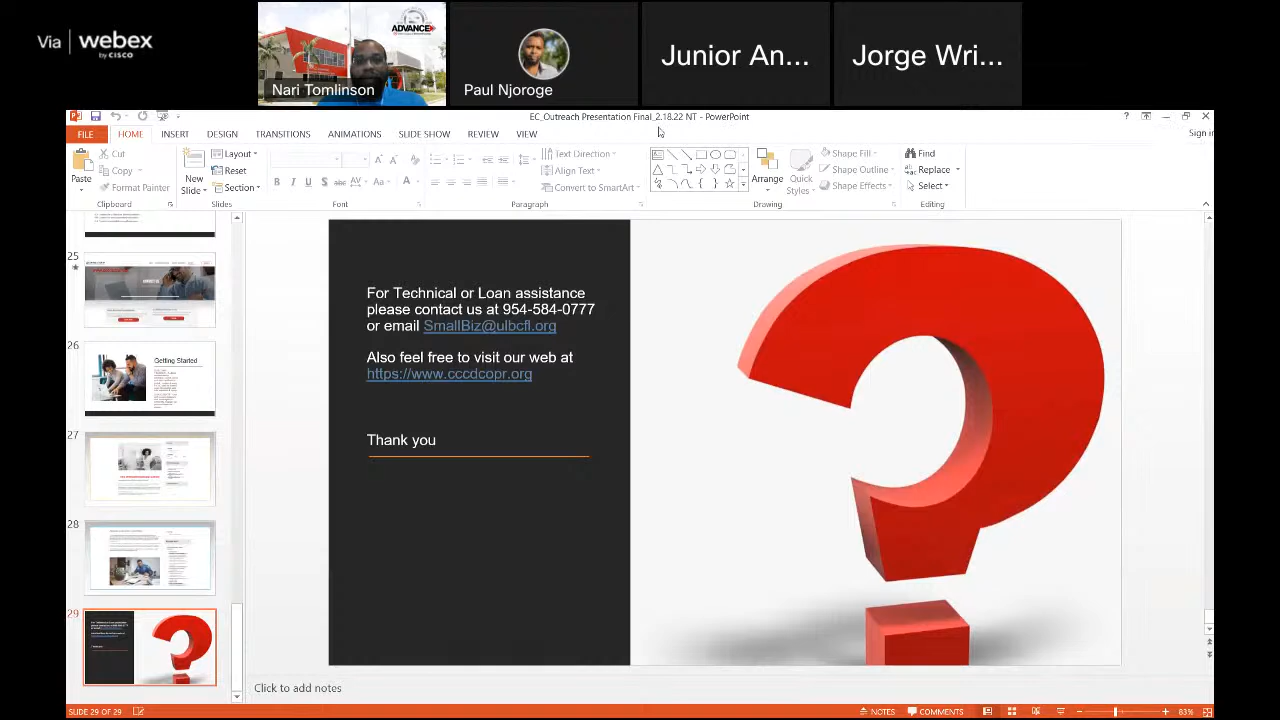 Via | webex
by CISCO
ADVANCE
Nari Tomlinson
Paul Njoroge
Junior An...
Jorge Wri...
EC_Outreach Presentation Final_2.18.22 NT - PowerPoint
FILE HOME INSERT DESIGN TRANSITIONS ANIMATIONS SLIDE SHOW REVIEW VIEW
Sign in
Paste
Cut
Copy
Format Painter
Clipboard
New
Slide
Layout
Reset
Section
Slides
Font
Text Direction
Align Text
Convert to SmartArt
Paragraph
Arrange
Quick
Styles
Shape Fill
Shape Outline
Shape Effects
Drawing
Find
Replace
Select
Editing
25
26
Getting Started
27
28
29
For Technical or Loan assistance
please contact us at 954-584-0777
or email SmallBiz@ulbcfl.org
Also feel free to visit our web at
https://www.cccdcopr.org
Thank you
Click to add notes
SLIDE 29 OF 29
NOTES
COMMENTS
83%